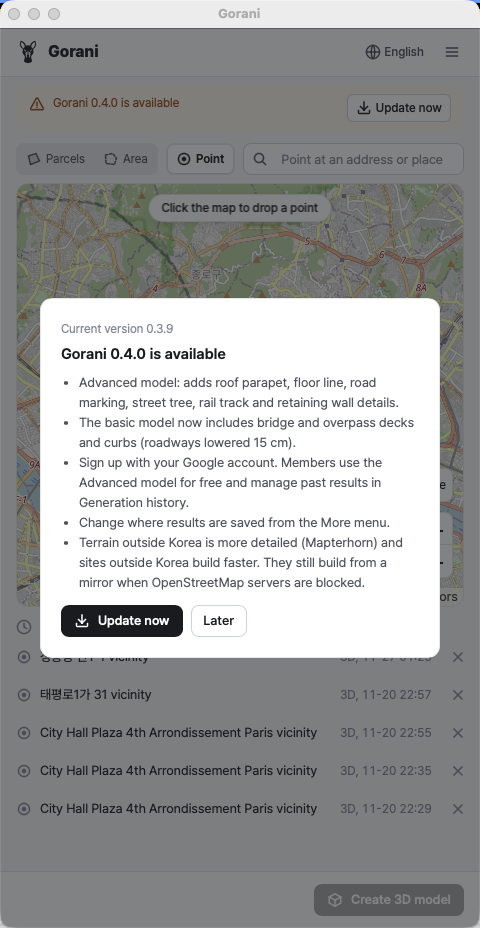 Gorani
Gorani
English
Gorani 0.4.0 is available
Update now
Parcels
Area
Point
Point at an address or place
Click the map to drop a point
종로구
5
6
7
4
Current version 0.3.9
Gorani 0.4.0 is available
• Advanced model: adds roof parapet, floor line, road
marking, street tree, rail track and retaining wall details.
• The basic model now includes bridge and overpass decks
and curbs (roadways lowered 15 cm).
• Sign up with your Google account. Members use the
Advanced model for free and manage past results in
Generation history.
• Change where results are saved from the More menu.
• Terrain outside Korea is more detailed (Mapterhorn) and
sites outside Korea build faster. They still build from a
mirror when OpenStreetMap servers are blocked.
Update now
Later
태평로1가 31 vicinity
3D, 11-20 22:57
City Hall Plaza 4th Arrondissement Paris vicinity
3D, 11-20 22:55
City Hall Plaza 4th Arrondissement Paris vicinity
3D, 11-20 22:35
City Hall Plaza 4th Arrondissement Paris vicinity
3D, 11-20 22:29
Create 3D model